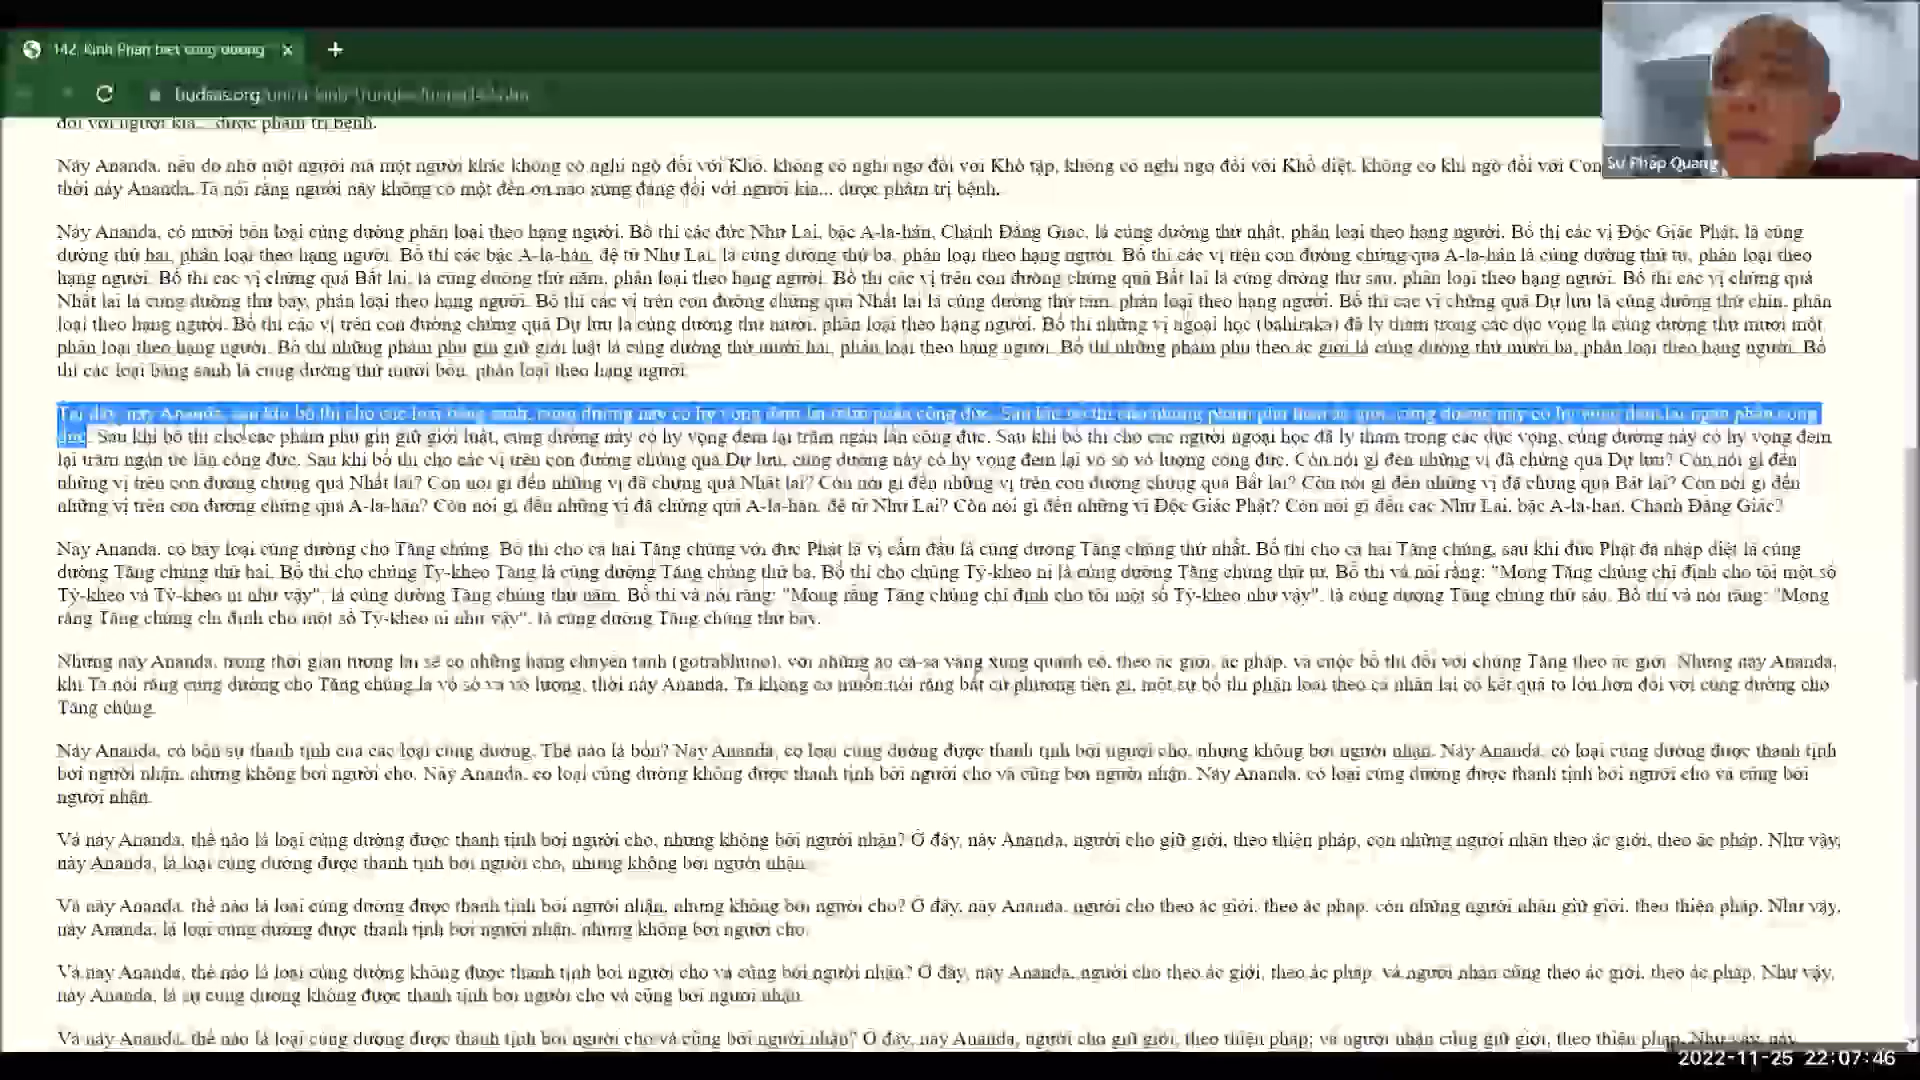 142. Kinh Phân biệt cúng dường
budsas.org
Sư Pháp Quang
đối với người kia... dược phẩm trị bệnh.
Này Ananda, nếu do nhờ một người mà một người khác không có nghi ngờ đối với Khổ, không có nghi ngờ đối với Khổ tập, không có nghi ngờ đối với Khổ diệt, không có khi ngờ đối với Con
thời này Ananda, Ta nói rằng người này không có một đền ơn nào xứng đáng đối với người kia... dược phẩm trị bệnh.
Này Ananda, có mười bốn loại cúng dường phân loại theo hạng người. Bố thí các đức Như Lai, bậc A-la-hán, Chánh Đẳng Giác, là cúng dường thứ nhất, phân loại theo hạng người. Bố thí các vị Độc Giác Phật, là cúng
dường thứ hai, phân loại theo hạng người. Bố thí các bậc A-la-hán, đệ tử Như Lai, là cúng dường thứ ba, phân loại theo hạng người. Bố thí các vị trên con đường chứng quả A-la-hán là cúng dường thứ tư, phân loại theo
hạng người. Bố thí các vị chứng quả Bất lai, là cúng dường thứ năm, phân loại theo hạng người. Bố thí các vị trên con đường chứng quả Bất lai là cúng dường thứ sáu, phân loại theo hạng người. Bố thí các vị chứng quả
Nhất lai là cúng dường thứ bảy, phân loại theo hạng người. Bố thí các vị trên con đường chứng quả Nhất lai là cúng dường thứ tám, phân loại theo hạng người. Bố thí các vị chứng quả Dự lưu là cúng dường thứ chín, phân
loại theo hạng người. Bố thí các vị trên con đường chứng quả Dự lưu là cúng dường thứ mười, phân loại theo hạng người. Bố thí những vị ngoại học (bahiraka) đã ly tham trong các dục vọng là cúng dường thứ mười một,
phân loại theo hạng người. Bố thí những phàm phu gìn giữ giới luật là cúng dường thứ mười hai, phân loại theo hạng người. Bố thí những phàm phu theo ác giới là cúng dường thứ mười ba, phân loại theo hạng người. Bố
thí các loại bàng sanh là cúng dường thứ mười bốn, phân loại theo hạng người.
Tại đây, này Ananda, sau khi bố thí cho các loại bàng sanh, cúng dường này có hy vọng đem lại trăm phần công đức. Sau khi bố thí cho những phàm phu theo ác giới, cúng dường này có hy vọng đem lại ngàn phần công
đức. Sau khi bố thí cho các phàm phu gìn giữ giới luật, cúng dường này có hy vọng đem lại trăm ngàn lần công đức. Sau khi bố thí cho các người ngoại học đã ly tham trong các dục vọng, cúng dường này có hy vọng đem
lại trăm ngàn ức lần công đức. Sau khi bố thí cho các vị trên con đường chứng quả Dự lưu, cúng dường này có hy vọng đem lại vô số vô lượng công đức. Còn nói gì đến những vị đã chứng quả Dự lưu? Còn nói gì đến
những vị trên con đường chứng quả Nhất lai? Còn nói gì đến những vị đã chứng quả Nhất lai? Còn nói gì đến những vị trên con đường chứng quả Bất lai? Còn nói gì đến những vị đã chứng quả Bất lai? Còn nói gì đến
những vị trên con đường chứng quả A-la-hán? Còn nói gì đến những vị đã chứng quả A-la-hán, đệ tử Như Lai? Còn nói gì đến những vị Độc Giác Phật? Còn nói gì đến các Như Lai, bậc A-la-hán, Chánh Đẳng Giác?
Này Ananda, có bảy loại cúng dường cho Tăng chúng. Bố thí cho cả hai Tăng chúng với đức Phật là vị cầm đầu là cúng dường Tăng chúng thứ nhất. Bố thí cho cả hai Tăng chúng, sau khi đức Phật đã nhập diệt là cúng
dường Tăng chúng thứ hai. Bố thí cho chúng Tỷ-kheo Tăng là cúng dường Tăng chúng thứ ba. Bố thí cho chúng Tỷ-kheo ni là cúng dường Tăng chúng thứ tư. Bố thí và nói rằng: "Mong Tăng chúng chỉ định cho tôi một số
Tỷ-kheo và Tỷ-kheo ni như vậy", là cúng dường Tăng chúng thứ năm. Bố thí và nói rằng: "Mong rằng Tăng chúng chỉ định cho tôi một số Tỷ-kheo như vậy", là cúng dường Tăng chúng thứ sáu. Bố thí và nói rằng: "Mong
rằng Tăng chúng chỉ định cho một số Tỷ-kheo ni như vậy", là cúng dường Tăng chúng thứ bảy.
Nhưng này Ananda, trong thời gian tương lai sẽ có những hạng chuyển tánh (gotrabhuno), với những áo cà-sa vàng xung quanh cổ, theo ác giới, ác pháp, và cuộc bố thí đối với chúng Tăng theo ác giới. Nhưng này Ananda,
khi Ta nói rằng cúng dường cho Tăng chúng là vô số và vô lượng, thời này Ananda, Ta không có muốn nói rằng bất cứ phương tiện gì, một sự bố thí phân loại theo cá nhân lại có kết quả to lớn hơn đối với cúng dường cho
Tăng chúng.
Này Ananda, có bốn sự thanh tịnh của các loại cúng dường. Thế nào là bốn? Này Ananda, có loại cúng dường được thanh tịnh bởi người cho, nhưng không bởi người nhận. Này Ananda, có loại cúng dường được thanh tịnh
bởi người nhận, nhưng không bởi người cho. Này Ananda, có loại cúng dường không được thanh tịnh bởi người cho và cũng bởi người nhận. Này Ananda, có loại cúng dường được thanh tịnh bởi người cho và cũng bởi
người nhận.
Và này Ananda, thế nào là loại cúng dường được thanh tịnh bởi người cho, nhưng không bởi người nhận? Ở đây, này Ananda, người cho giữ giới, theo thiện pháp, còn những người nhận theo ác giới, theo ác pháp. Như vậy,
này Ananda, là loại cúng dường được thanh tịnh bởi người cho, nhưng không bởi người nhận.
Và này Ananda, thế nào là loại cúng dường được thanh tịnh bởi người nhận, nhưng không bởi người cho? Ở đây, này Ananda, người cho theo ác giới, theo ác pháp, còn những người nhận giữ giới, theo thiện pháp. Như vậy,
này Ananda, là loại cúng dường được thanh tịnh bởi người nhận, nhưng không bởi người cho.
Và này Ananda, thế nào là loại cúng dường không được thanh tịnh bởi người cho và cũng bởi người nhận? Ở đây, này Ananda, người cho theo ác giới, theo ác pháp, và người nhận cũng theo ác giới, theo ác pháp. Như vậy,
này Ananda, là sự cúng dường không được thanh tịnh bởi người cho và cũng bởi người nhận.
Và này Ananda, thế nào là loại cúng dường được thanh tịnh bởi người cho và cũng bởi người nhận? Ở đây, này Ananda, người cho giữ giới, theo thiện pháp; và người nhận cũng giữ giới, theo thiện pháp. Như vậy, này
2022-11-25 22:07:46